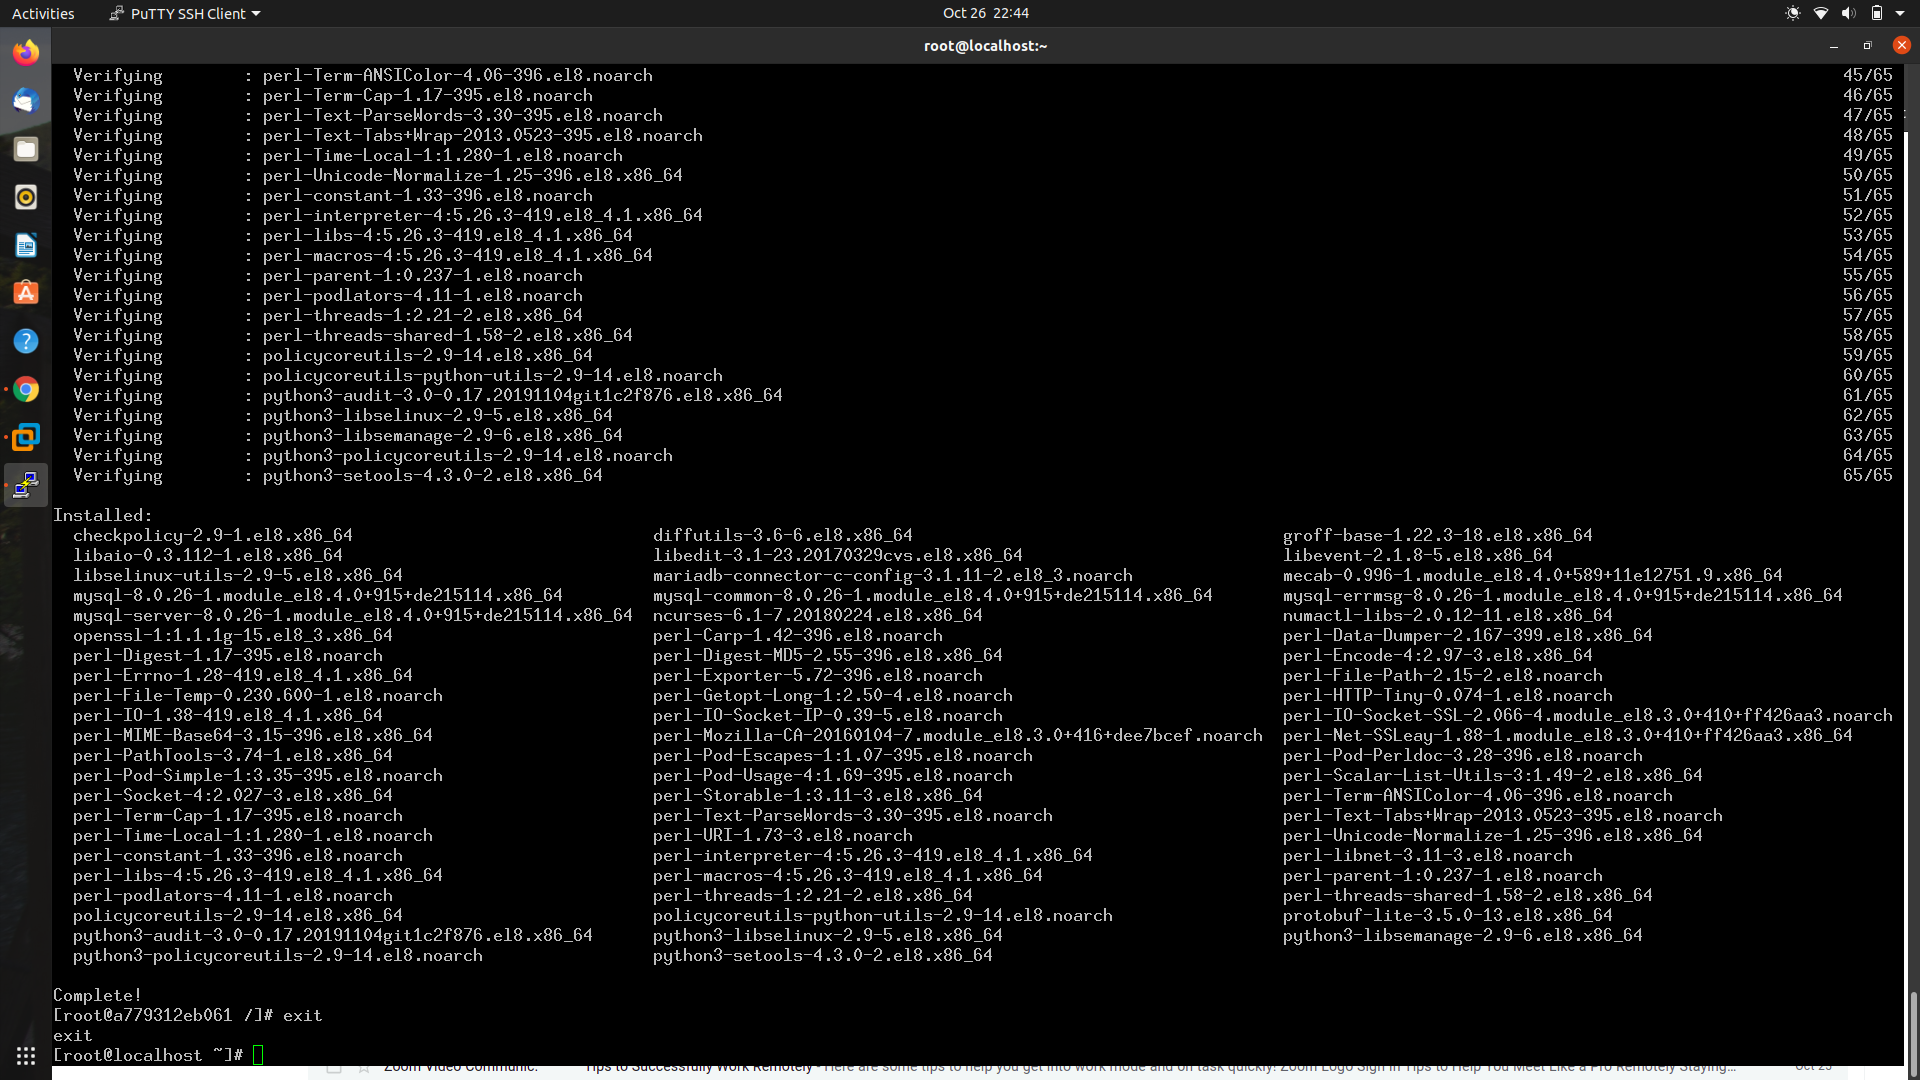 Activities PuTTY SSH Client Oct 26 22:44
root@localhost:~
Verifying : perl-Term-ANSIColor-4.06-396.el8.noarch 45/65
Verifying : perl-Term-Cap-1.17-395.el8.noarch 46/65
Verifying : perl-Text-ParseWords-3.30-395.el8.noarch 47/65
Verifying : perl-Text-Tabs+Wrap-2013.0523-395.el8.noarch 48/65
Verifying : perl-Time-Local-1:1.280-1.el8.noarch 49/65
Verifying : perl-Unicode-Normalize-1.25-396.el8.x86_64 50/65
Verifying : perl-constant-1.33-396.el8.noarch 51/65
Verifying : perl-interpreter-4:5.26.3-419.el8_4.1.x86_64 52/65
Verifying : perl-libs-4:5.26.3-419.el8_4.1.x86_64 53/65
Verifying : perl-macros-4:5.26.3-419.el8_4.1.x86_64 54/65
Verifying : perl-parent-1:0.237-1.el8.noarch 55/65
Verifying : perl-podlators-4.11-1.el8.noarch 56/65
Verifying : perl-threads-1:2.21-2.el8.x86_64 57/65
Verifying : perl-threads-shared-1.58-2.el8.x86_64 58/65
Verifying : policycoreutils-2.9-14.el8.x86_64 59/65
Verifying : policycoreutils-python-utils-2.9-14.el8.noarch 60/65
Verifying : python3-audit-3.0-0.17.20191104git1c2f876.el8.x86_64 61/65
Verifying : python3-libselinux-2.9-5.el8.x86_64 62/65
Verifying : python3-libsemanage-2.9-6.el8.x86_64 63/65
Verifying : python3-policycoreutils-2.9-14.el8.noarch 64/65
Verifying : python3-setools-4.3.0-2.el8.x86_64 65/65
Installed:
checkpolicy-2.9-1.el8.x86_64 diffutils-3.6-6.el8.x86_64 groff-base-1.22.3-18.el8.x86_64
libaio-0.3.112-1.el8.x86_64 libedit-3.1-23.20170329cvs.el8.x86_64 libevent-2.1.8-5.el8.x86_64
libselinux-utils-2.9-5.el8.x86_64 mariadb-connector-c-config-3.1.11-2.el8_3.noarch mecab-0.996-1.module_el8.4.0+589+11e12751.9.x86_64
mysql-8.0.26-1.module_el8.4.0+915+de215114.x86_64 mysql-common-8.0.26-1.module_el8.4.0+915+de215114.x86_64 mysql-errmsg-8.0.26-1.module_el8.4.0+915+de215114.x86_64
mysql-server-8.0.26-1.module_el8.4.0+915+de215114.x86_64 ncurses-6.1-7.20180224.el8.x86_64 numactl-libs-2.0.12-11.el8.x86_64
openssl-1:1.1.1g-15.el8_3.x86_64 perl-Carp-1.42-396.el8.noarch perl-Data-Dumper-2.167-399.el8.x86_64
perl-Digest-1.17-395.el8.noarch perl-Digest-MD5-2.55-396.el8.x86_64 perl-Encode-4:2.97-3.el8.x86_64
perl-Errno-1.28-419.el8_4.1.x86_64 perl-Exporter-5.72-396.el8.noarch perl-File-Path-2.15-2.el8.noarch
perl-File-Temp-0.230.600-1.el8.noarch perl-Getopt-Long-1:2.50-4.el8.noarch perl-HTTP-Tiny-0.074-1.el8.noarch
perl-IO-1.38-419.el8_4.1.x86_64 perl-IO-Socket-IP-0.39-5.el8.noarch perl-IO-Socket-SSL-2.066-4.module_el8.3.0+410+ff426aa3.noarch
perl-MIME-Base64-3.15-396.el8.x86_64 perl-Mozilla-CA-20160104-7.module_el8.3.0+416+dee7bcef.noarch perl-Net-SSLeay-1.88-1.module_el8.3.0+410+ff426aa3.x86_64
perl-PathTools-3.74-1.el8.x86_64 perl-Pod-Escapes-1:1.07-395.el8.noarch perl-Pod-Perldoc-3.28-396.el8.noarch
perl-Pod-Simple-1:3.35-395.el8.noarch perl-Pod-Usage-4:1.69-395.el8.noarch perl-Scalar-List-Utils-3:1.49-2.el8.x86_64
perl-Socket-4:2.027-3.el8.x86_64 perl-Storable-1:3.11-3.el8.x86_64 perl-Term-ANSIColor-4.06-396.el8.noarch
perl-Term-Cap-1.17-395.el8.noarch perl-Text-ParseWords-3.30-395.el8.noarch perl-Text-Tabs+Wrap-2013.0523-395.el8.noarch
perl-Time-Local-1:1.280-1.el8.noarch perl-URI-1.73-3.el8.noarch perl-Unicode-Normalize-1.25-396.el8.x86_64
perl-constant-1.33-396.el8.noarch perl-interpreter-4:5.26.3-419.el8_4.1.x86_64 perl-libnet-3.11-3.el8.noarch
perl-libs-4:5.26.3-419.el8_4.1.x86_64 perl-macros-4:5.26.3-419.el8_4.1.x86_64 perl-parent-1:0.237-1.el8.noarch
perl-podlators-4.11-1.el8.noarch perl-threads-1:2.21-2.el8.x86_64 perl-threads-shared-1.58-2.el8.x86_64
policycoreutils-2.9-14.el8.x86_64 policycoreutils-python-utils-2.9-14.el8.noarch protobuf-lite-3.5.0-13.el8.x86_64
python3-audit-3.0-0.17.20191104git1c2f876.el8.x86_64 python3-libselinux-2.9-5.el8.x86_64 python3-libsemanage-2.9-6.el8.x86_64
python3-policycoreutils-2.9-14.el8.noarch python3-setools-4.3.0-2.el8.x86_64
Complete!
[root@a779312eb061 /]# exit
exit
[root@localhost ~]#
Zoom Video Communic. Tips to Successfully Work Remotely - Here are some tips to help you get into work mode and on task quickly! Zoom Logo Sign In Tips to Help You Meet Like a Pro Remotely Staying... Oct 25